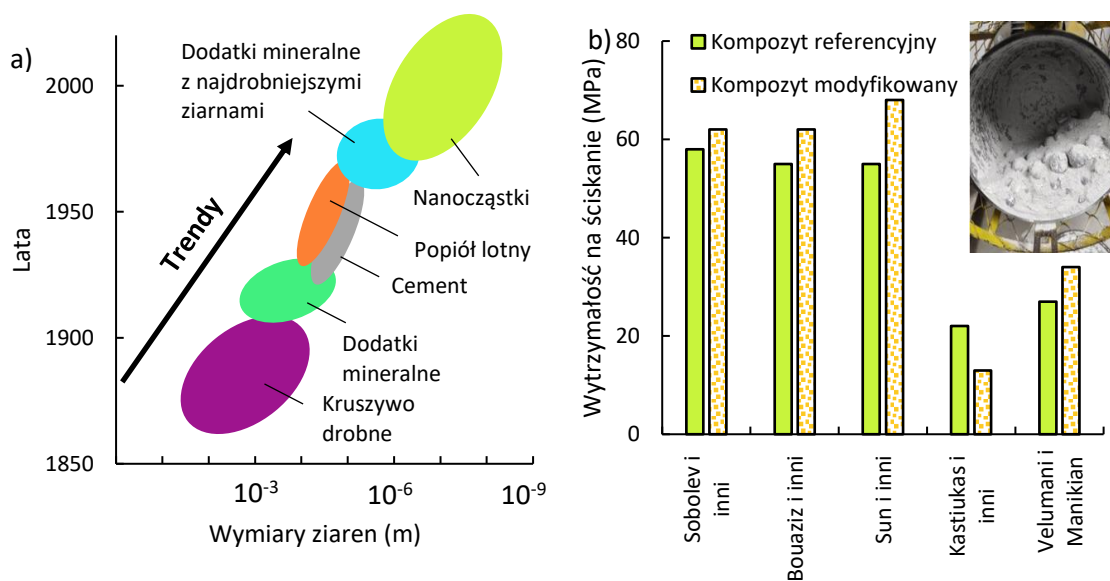 a)
Dodatki mineralne
z najdrobniejszymi
ziarnami
2000
Nanocząstki
1950
Trendy
Popiół lotny
Cement
Lata
1900
Dodatki
mineralne
Kruszywo
drobne
1850
10⁻³
10⁻⁶
10⁻⁹
Wymiary ziaren (m)
b)
80
Kompozyt referencyjny
Kompozyt modyfikowany
60
40
20
0
Wytrzymałość na ściskanie (MPa)
Sobolev i
inni
Bouaziz i inni
Sun i inni
Kastiukas i
inni
Velumani i
Manikian